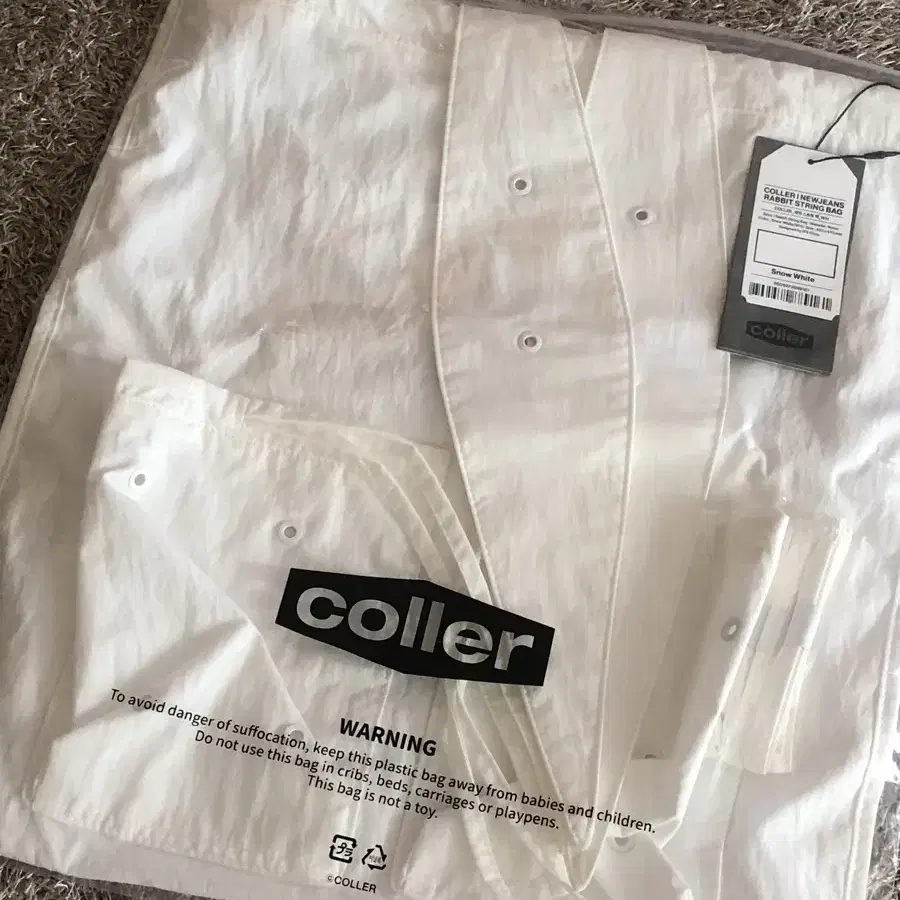 COLLER | NEWJEANS
RABBIT STRING BAG
Snow White
coller
coller
WARNING
To avoid danger of suffocation, keep this plastic bag away from babies and children.
Do not use this bag in cribs, beds, carriages or playpens.
This bag is not a toy.
プラ
©COLLER